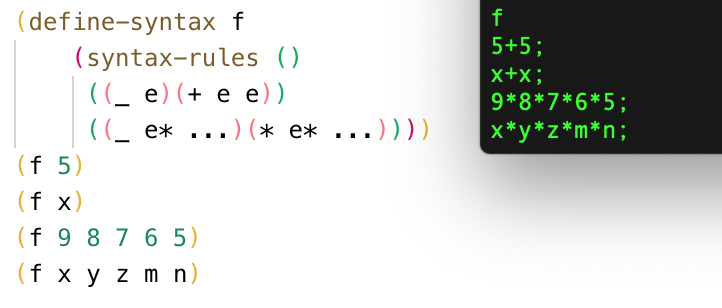 (define-syntax f
(syntax-rules ()
((_ e)(+ e e))
((_ e* ...)(* e* ...))))
(f 5)
(f x)
(f 9 8 7 6 5)
(f x y z m n)
f
5+5;
x+x;
9*8*7*6*5;
x*y*z*m*n;